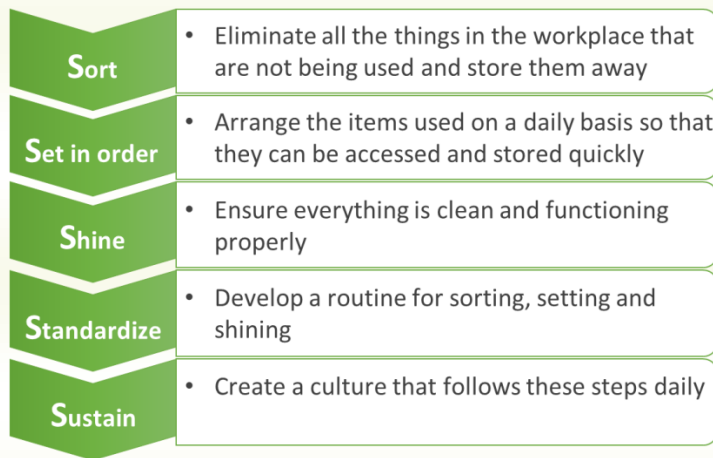 Sort
• Eliminate all the things in the workplace that
are not being used and store them away
Set in order
• Arrange the items used on a daily basis so that
they can be accessed and stored quickly
Shine
• Ensure everything is clean and functioning
properly
Standardize
• Develop a routine for sorting, setting and
shining
Sustain
• Create a culture that follows these steps daily